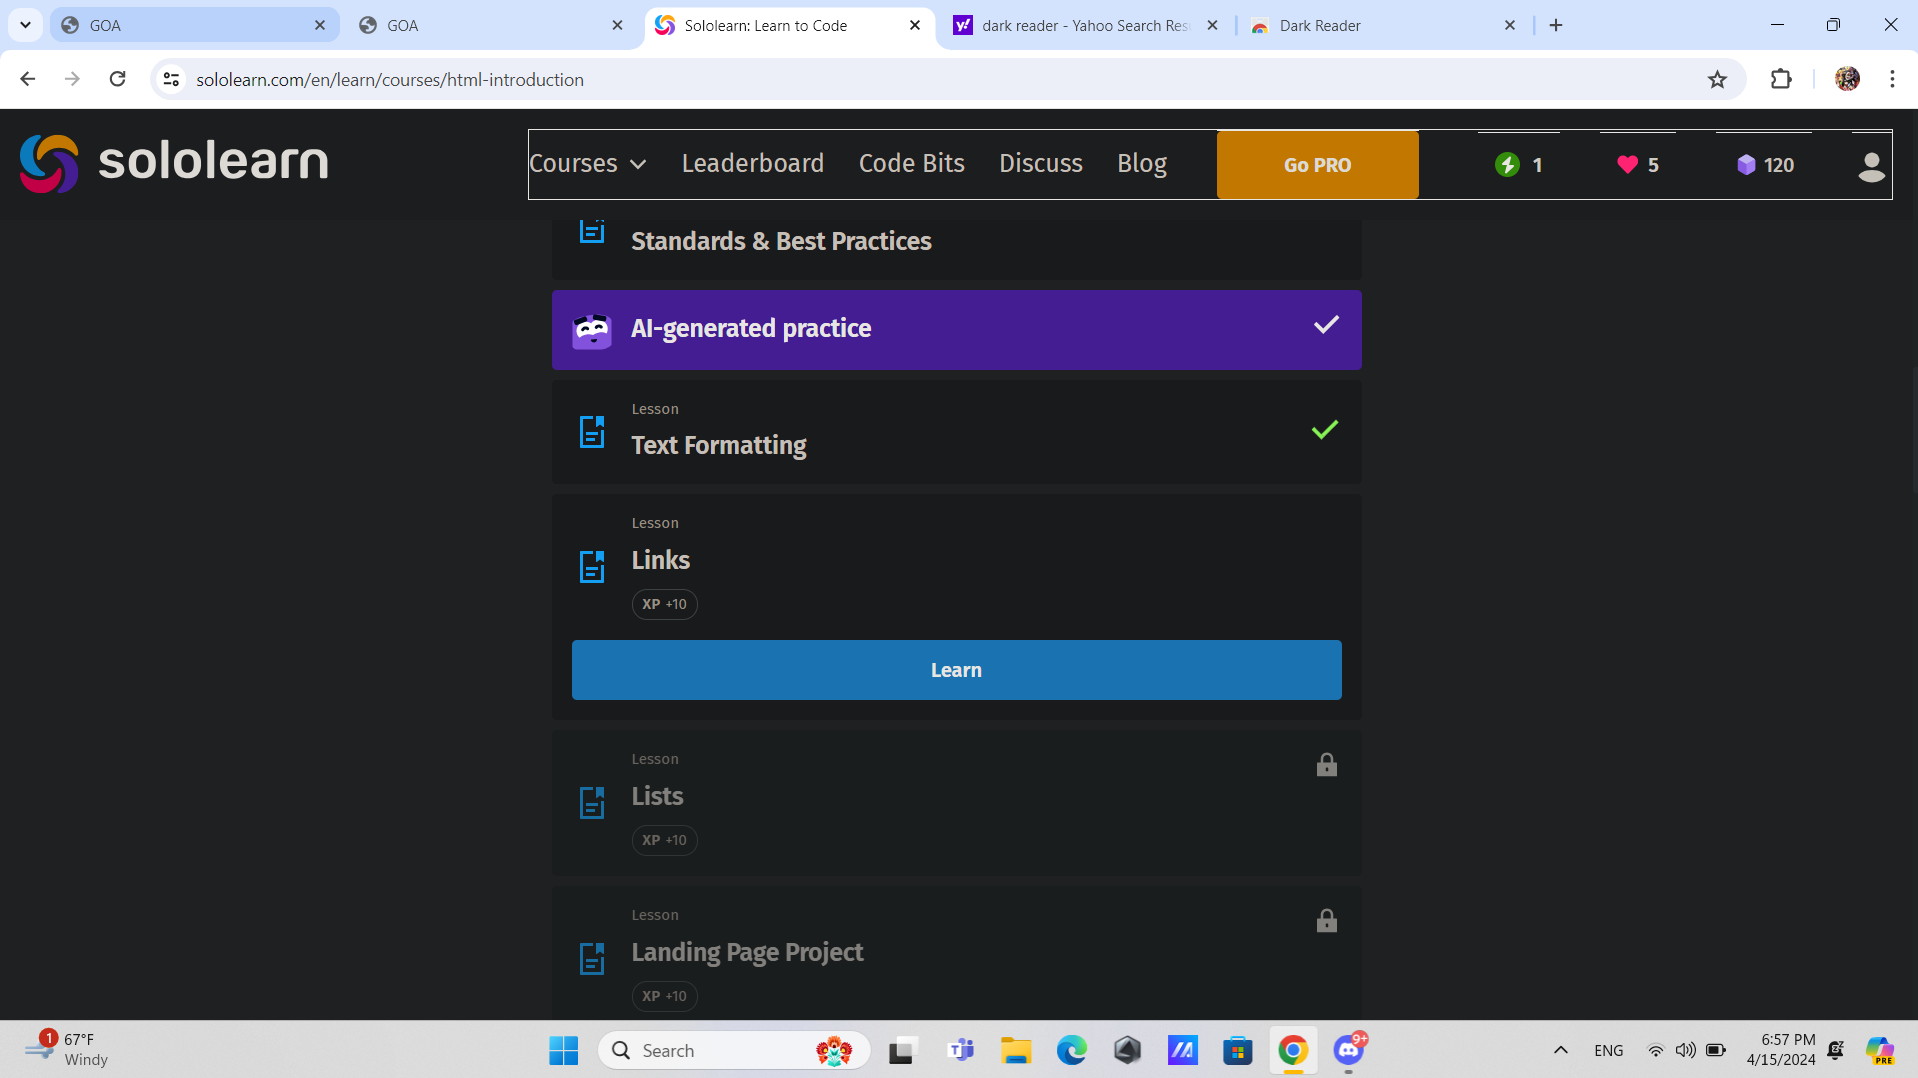 GOA
GOA
Sololearn: Learn to Code
dark reader - Yahoo Search Res
Dark Reader
sololearn.com/en/learn/courses/html-introduction
sololearn
Courses
Leaderboard
Code Bits
Discuss
Blog
Go PRO
1
5
120
Standards & Best Practices
AI-generated practice
Lesson
Text Formatting
Lesson
Links
XP +10
Learn
Lesson
Lists
XP +10
Lesson
Landing Page Project
XP +10
1
67°F
Windy
Search
9+
ENG
6:57 PM
4/15/2024
PRE